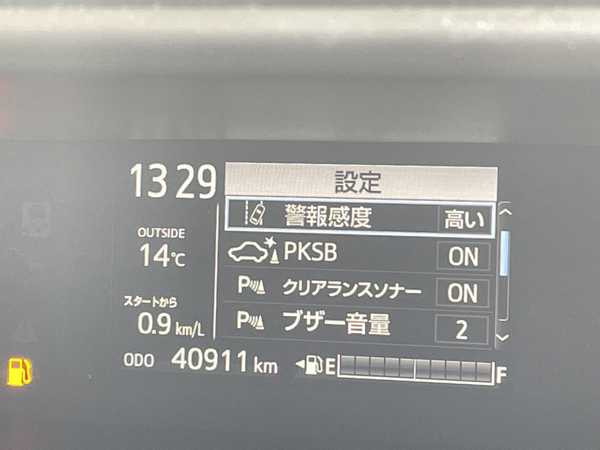 13 29
設定
警報感度 高い
OUTSIDE
14℃
PKSB ON
クリアランスソナー ON
スタートから
0.9 km/L
ブザー音量 2
ODO 40911 km
E F